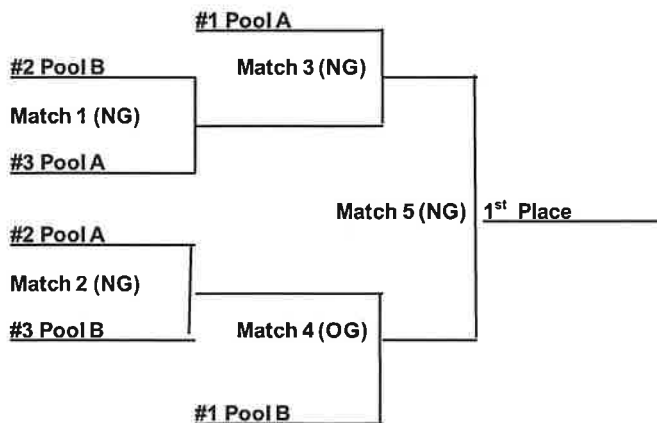 #1 Pool A
#2 Pool B
Match 3 (NG)
Match 1 (NG)
#3 Pool A
Match 5 (NG)
1st Place
#2 Pool A
Match 2 (NG)
#3 Pool B
Match 4 (OG)
#1 Pool B